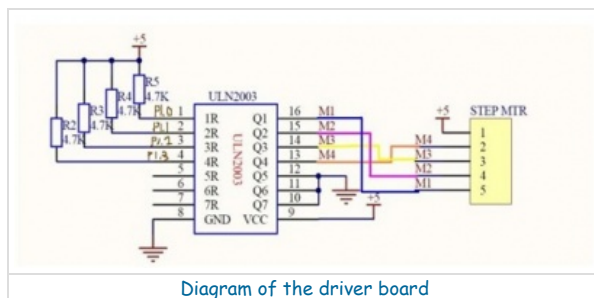 +5
R5
4.7K
R4
4.7K
R3
4.7K
R2
4.7K
P1.0 1
P1.1 2
P1.2 3
P1.3 4
5
6
7
8
ULN2003
1R Q1
2R Q2
3R Q3
4R Q4
5R Q5
6R Q6
7R Q7
GND VCC
ULN2003
16 M1
15 M2
14 M3
13 M4
12
11
10
9
+5
+5
STEP MTR
M4
M3
M2
M1
1
2
3
4
5
Diagram of the driver board